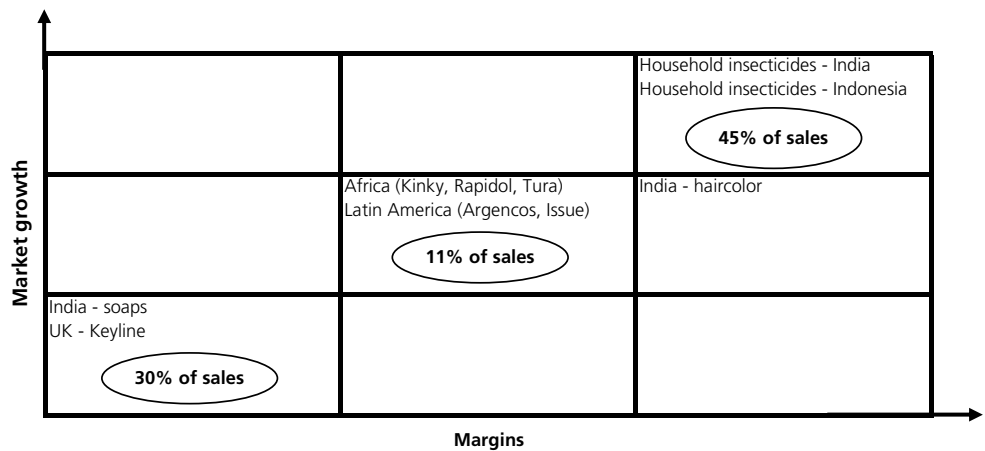 Household insecticides - India
Household insecticides - Indonesia
45% of sales
Africa (Kinky, Rapidol, Tura)
Latin America (Argencos, Issue)
11% of sales
India - haircolor
India - soaps
UK - Keyline
30% of sales
Market growth
Margins